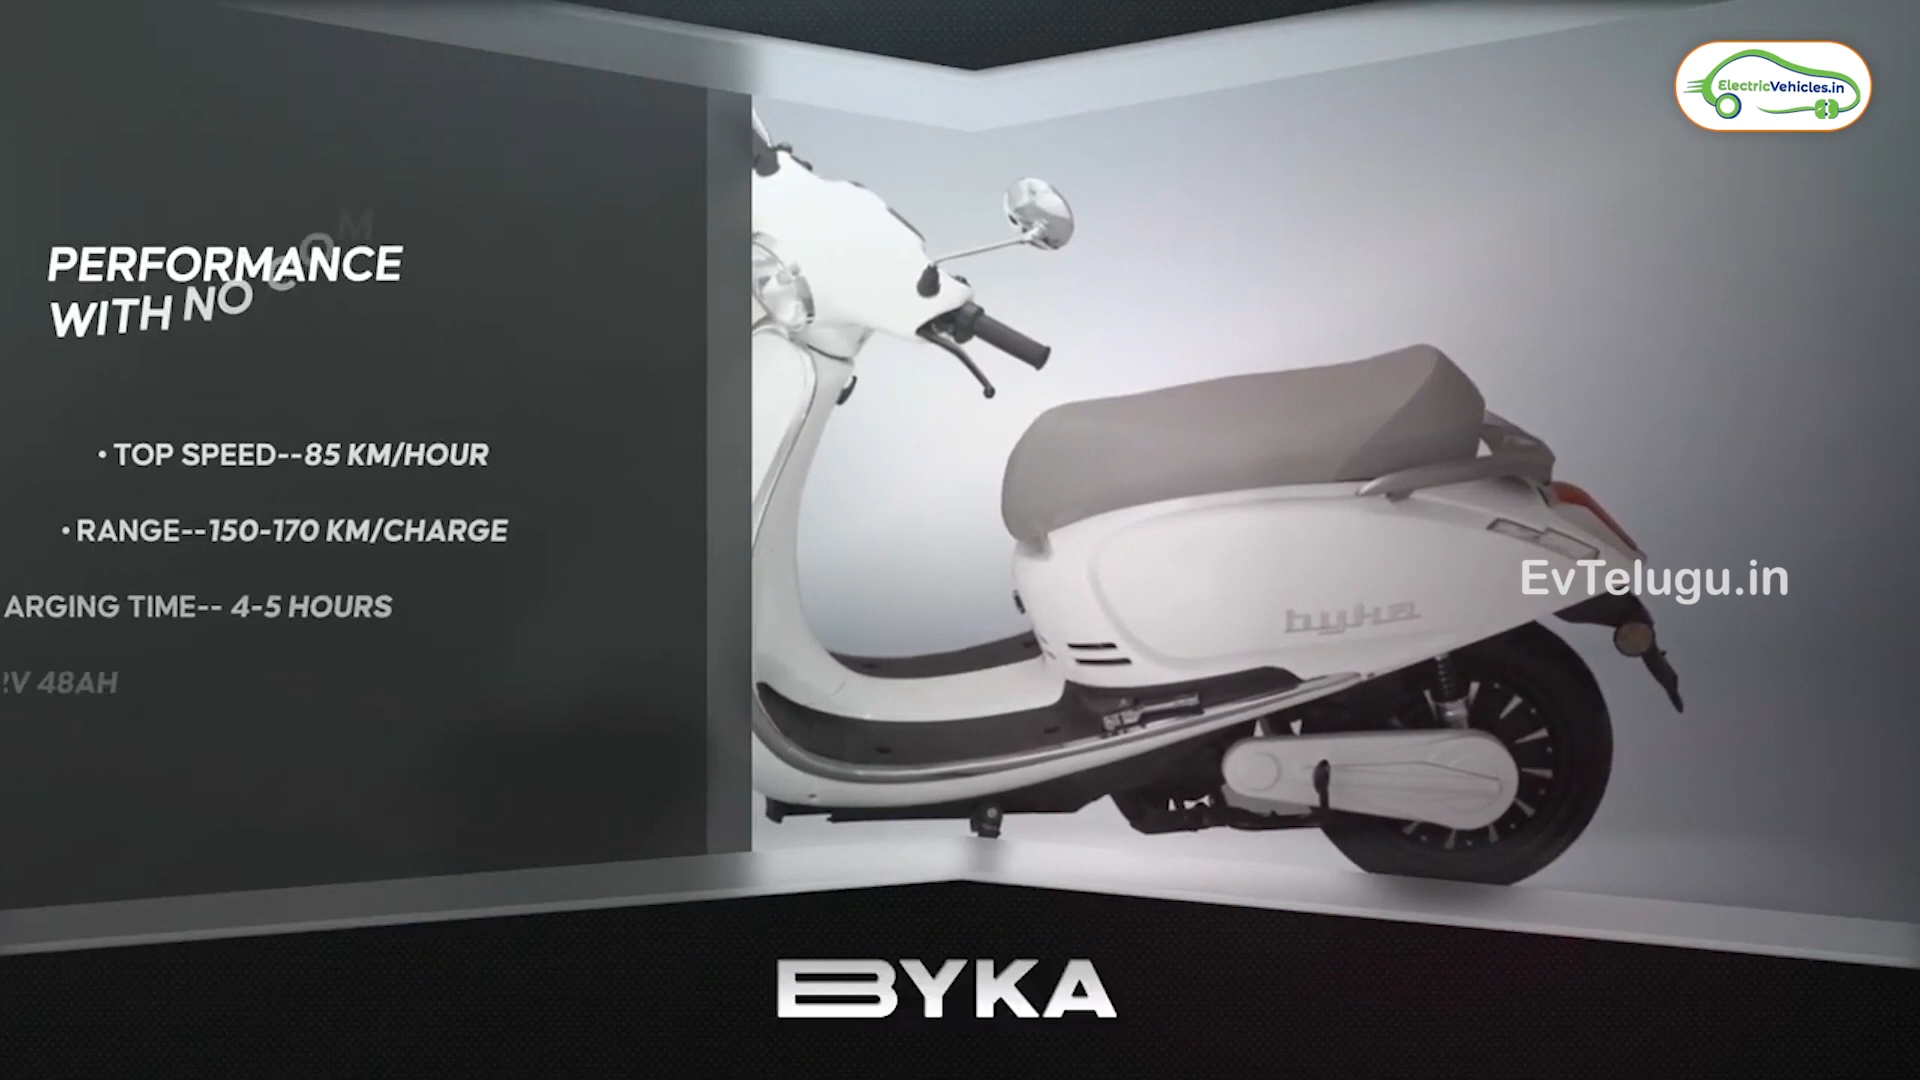 ElectricVehicles.in
PERFORMANCE
WITH NO COM
• TOP SPEED--85 KM/HOUR
• RANGE--150-170 KM/CHARGE
ARGING TIME-- 4-5 HOURS
V 48AH
byka
EvTelugu.in
BYKA